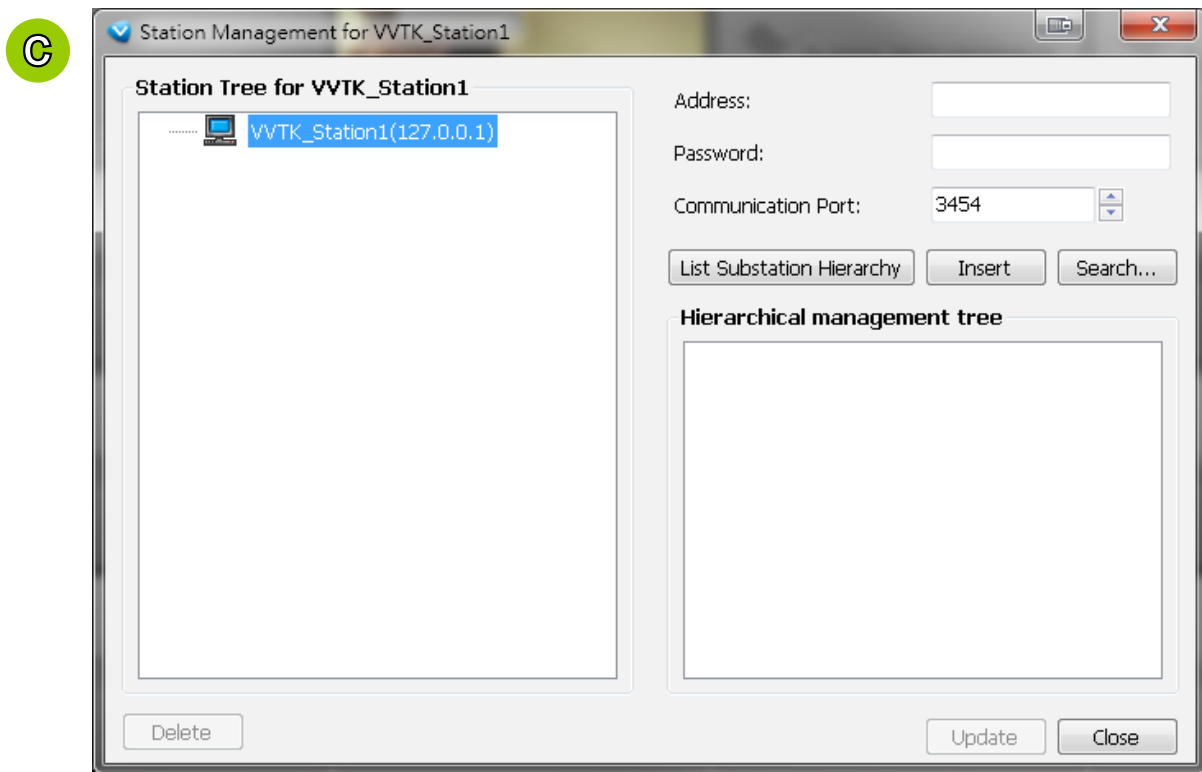 C
Station Management for VVTK_Station1
Station Tree for VVTK_Station1
VVTK_Station1(127.0.0.1)
Address:
Password:
Communication Port: 3454
List Substation Hierarchy Insert Search...
Hierarchical management tree
Delete Update Close